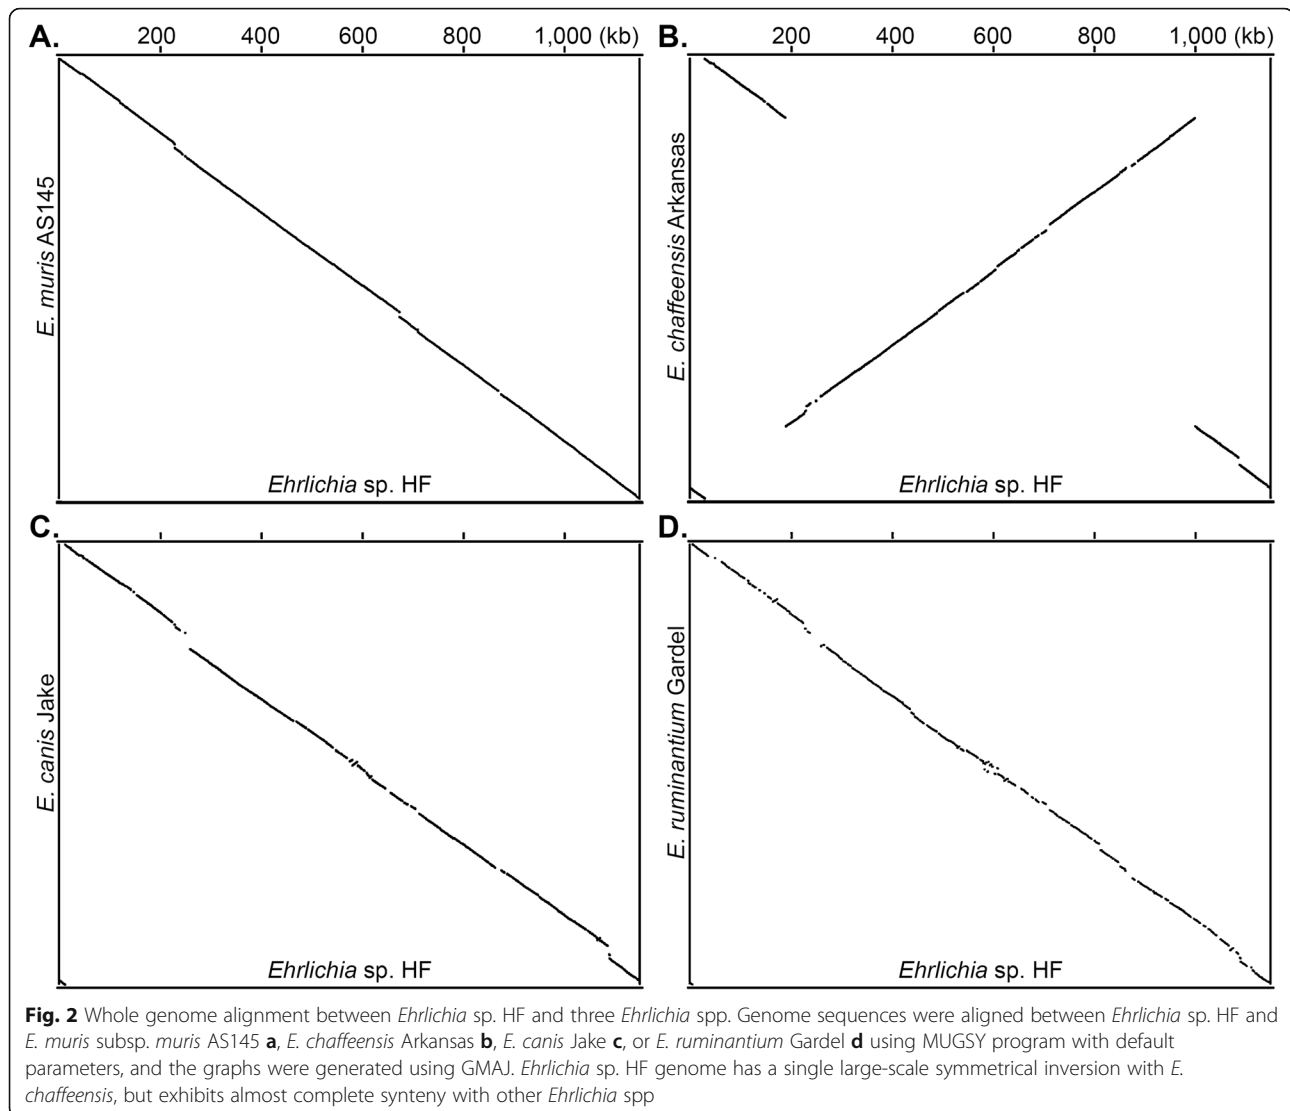 A.
200 400 600 800 1,000 (kb)
E. muris AS145
Ehrlichia sp. HF
B.
200 400 600 800 1,000 (kb)
E. chaffeensis Arkansas
Ehrlichia sp. HF
C.
E. canis Jake
Ehrlichia sp. HF
D.
E. ruminantium Gardel
Ehrlichia sp. HF
Fig. 2 Whole genome alignment between Ehrlichia sp. HF and three Ehrlichia spp. Genome sequences were aligned between Ehrlichia sp. HF and
E. muris subsp. muris AS145 a, E. chaffeensis Arkansas b, E. canis Jake c, or E. ruminantium Gardel d using MUGSY program with default
parameters, and the graphs were generated using GMAJ. Ehrlichia sp. HF genome has a single large-scale symmetrical inversion with E.
chaffeensis, but exhibits almost complete synteny with other Ehrlichia spp